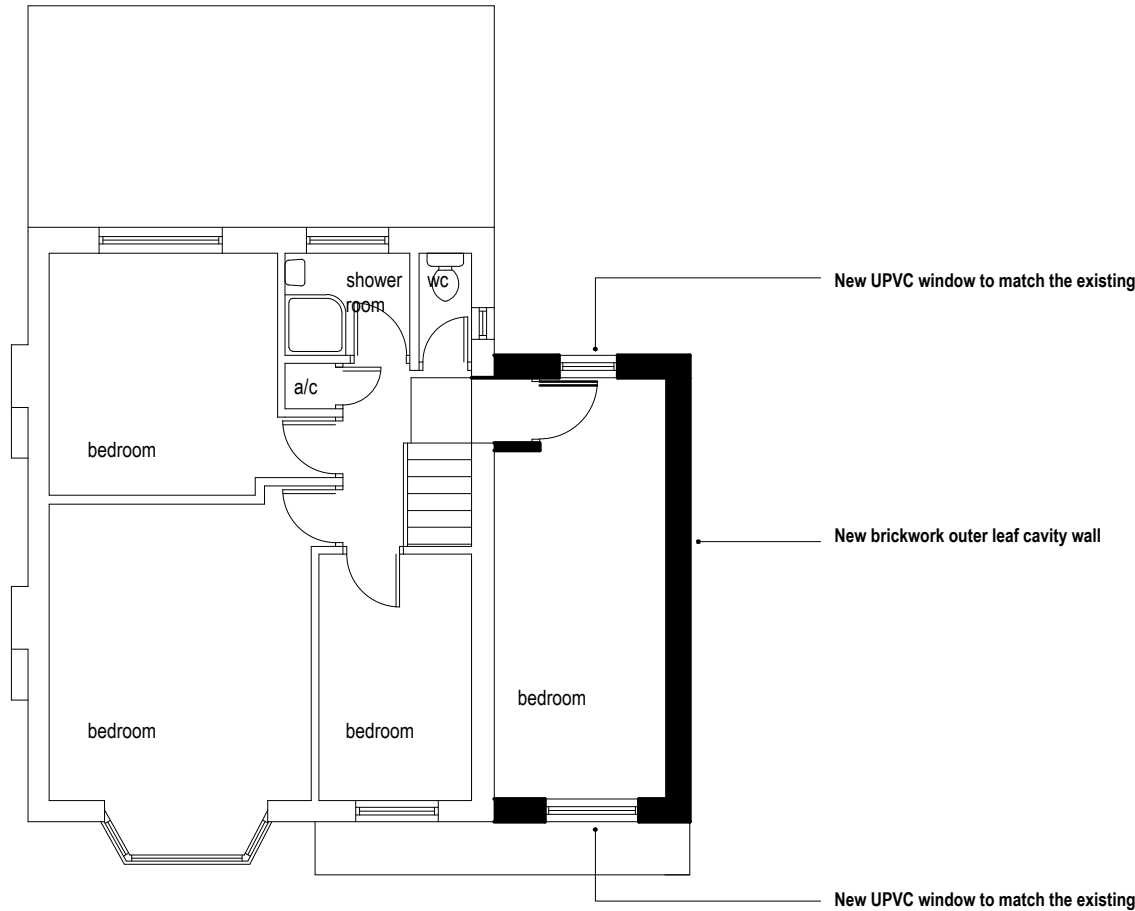 New UPVC window to match the existing
shower
room
wc
a/c
bedroom
New brickwork outer leaf cavity wall
bedroom
bedroom
bedroom
New UPVC window to match the existing